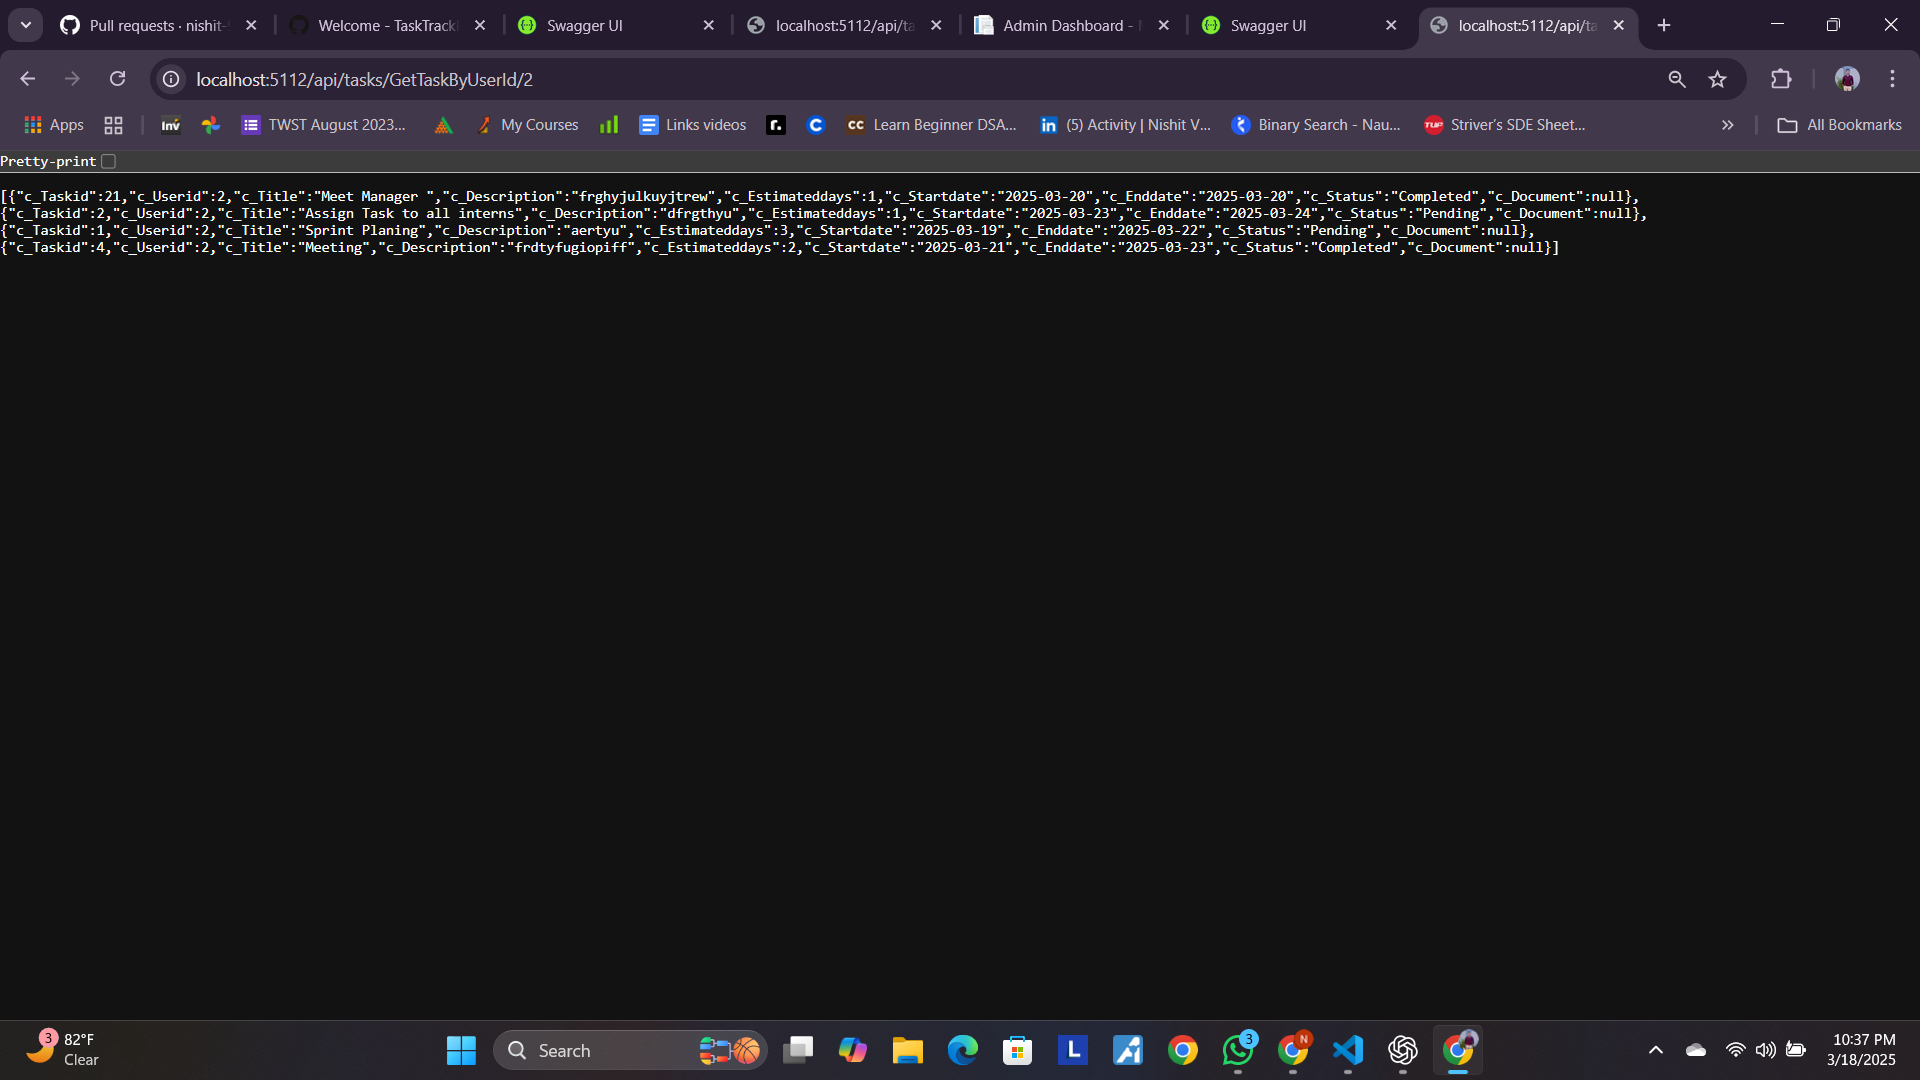 Pull requests · nishit-
Welcome - TaskTrack
Swagger UI
localhost:5112/api/ta
Admin Dashboard -
Swagger UI
localhost:5112/api/ta
localhost:5112/api/tasks/GetTaskByUserId/2
Apps
Inv
TWST August 2023...
My Courses
Links videos
r.
C
CC
Learn Beginner DSA...
in
(5) Activity | Nishit V...
Binary Search - Nau...
TUF
Striver's SDE Sheet...
All Bookmarks
Pretty-print
[{"c_Taskid":21,"c_Userid":2,"c_Title":"Meet Manager ","c_Description":"frghyjulkuyjtrew","c_Estimateddays":1,"c_Startdate":"2025-03-20","c_Enddate":"2025-03-20","c_Status":"Completed","c_Document":null},
{"c_Taskid":2,"c_Userid":2,"c_Title":"Assign Task to all interns","c_Description":"dfrgthyu","c_Estimateddays":1,"c_Startdate":"2025-03-23","c_Enddate":"2025-03-24","c_Status":"Pending","c_Document":null},
{"c_Taskid":1,"c_Userid":2,"c_Title":"Sprint Planing","c_Description":"aertyu","c_Estimateddays":3,"c_Startdate":"2025-03-19","c_Enddate":"2025-03-22","c_Status":"Pending","c_Document":null},
{"c_Taskid":4,"c_Userid":2,"c_Title":"Meeting","c_Description":"frdtyfugiopiff","c_Estimateddays":2,"c_Startdate":"2025-03-21","c_Enddate":"2025-03-23","c_Status":"Completed","c_Document":null}]
3
82°F
Clear
Search
L
3
N
10:37 PM
3/18/2025